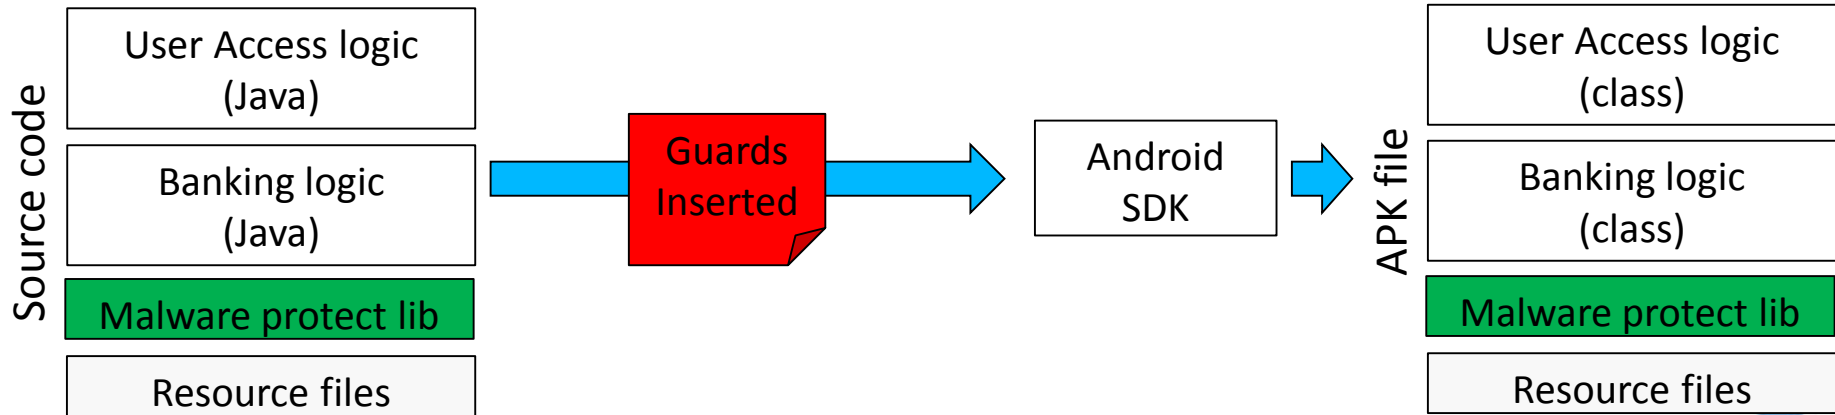 Source code
User Access logic
(Java)
Banking logic
(Java)
Malware protect lib
Resource files
Guards
Inserted
Android
SDK
APK file
User Access logic
(class)
Banking logic
(class)
Malware protect lib
Resource files